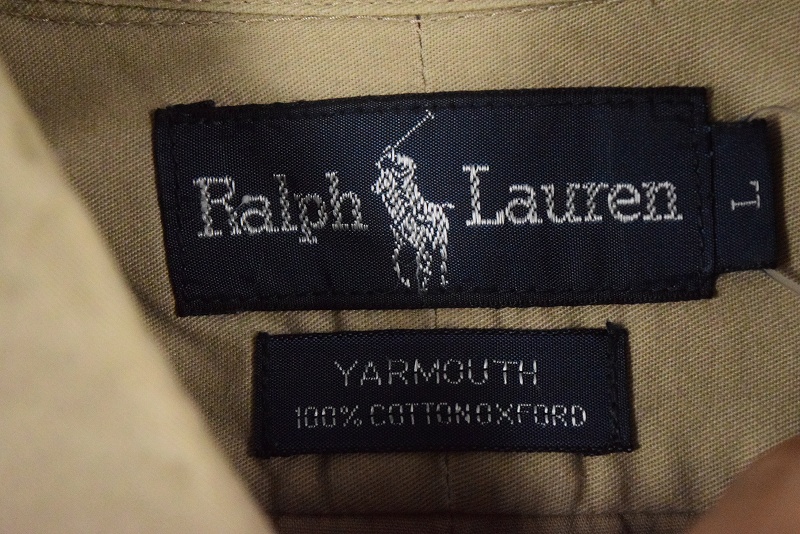 Ralph Lauren
L
YARMOUTH
100% COTTON OXFORD